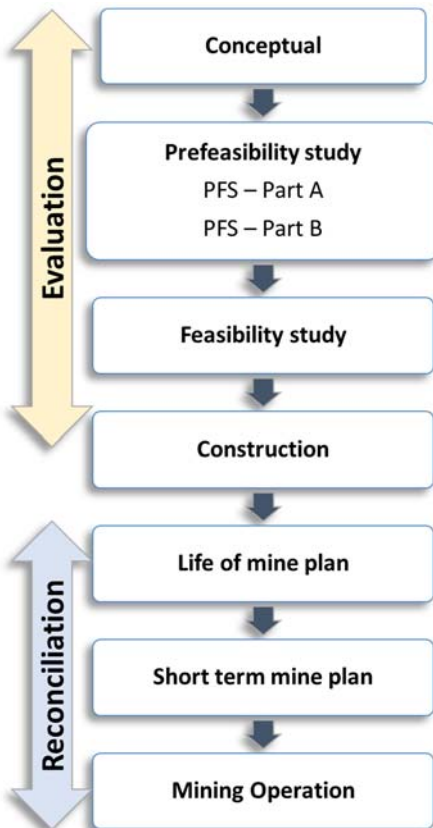 Conceptual
Prefeasibility study
PFS – Part A
PFS – Part B
Feasibility study
Construction
Life of mine plan
Short term mine plan
Mining Operation
Evaluation
Reconciliation